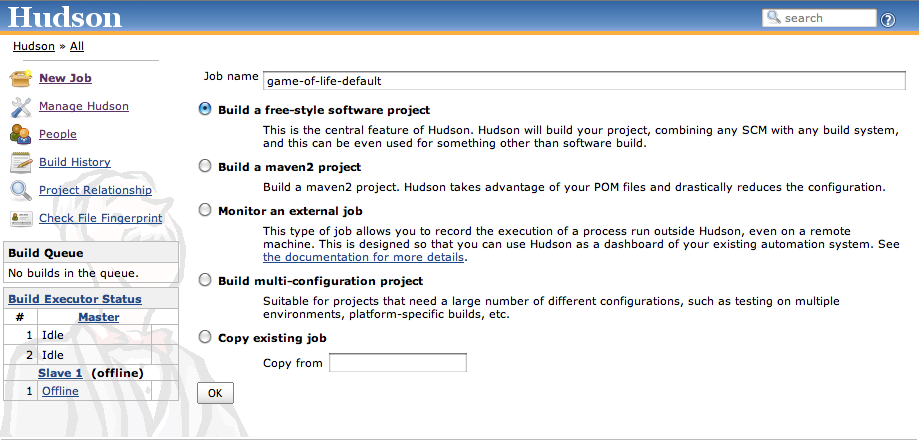 Hudson
search
?
Hudson » All
New Job
Manage Hudson
People
Build History
Project Relationship
Check File Fingerprint
Build Queue
No builds in the queue.
Build Executor Status
# Master
1 Idle
2 Idle
Slave 1 (offline)
1 Offline
Job name game-of-life-default
Build a free-style software project
This is the central feature of Hudson. Hudson will build your project, combining any SCM with any build system,
and this can be even used for something other than software build.
Build a maven2 project
Build a maven2 project. Hudson takes advantage of your POM files and drastically reduces the configuration.
Monitor an external job
This type of job allows you to record the execution of a process run outside Hudson, even on a remote
machine. This is designed so that you can use Hudson as a dashboard of your existing automation system. See
the documentation for more details.
Build multi-configuration project
Suitable for projects that need a large number of different configurations, such as testing on multiple
environments, platform-specific builds, etc.
Copy existing job
Copy from
OK